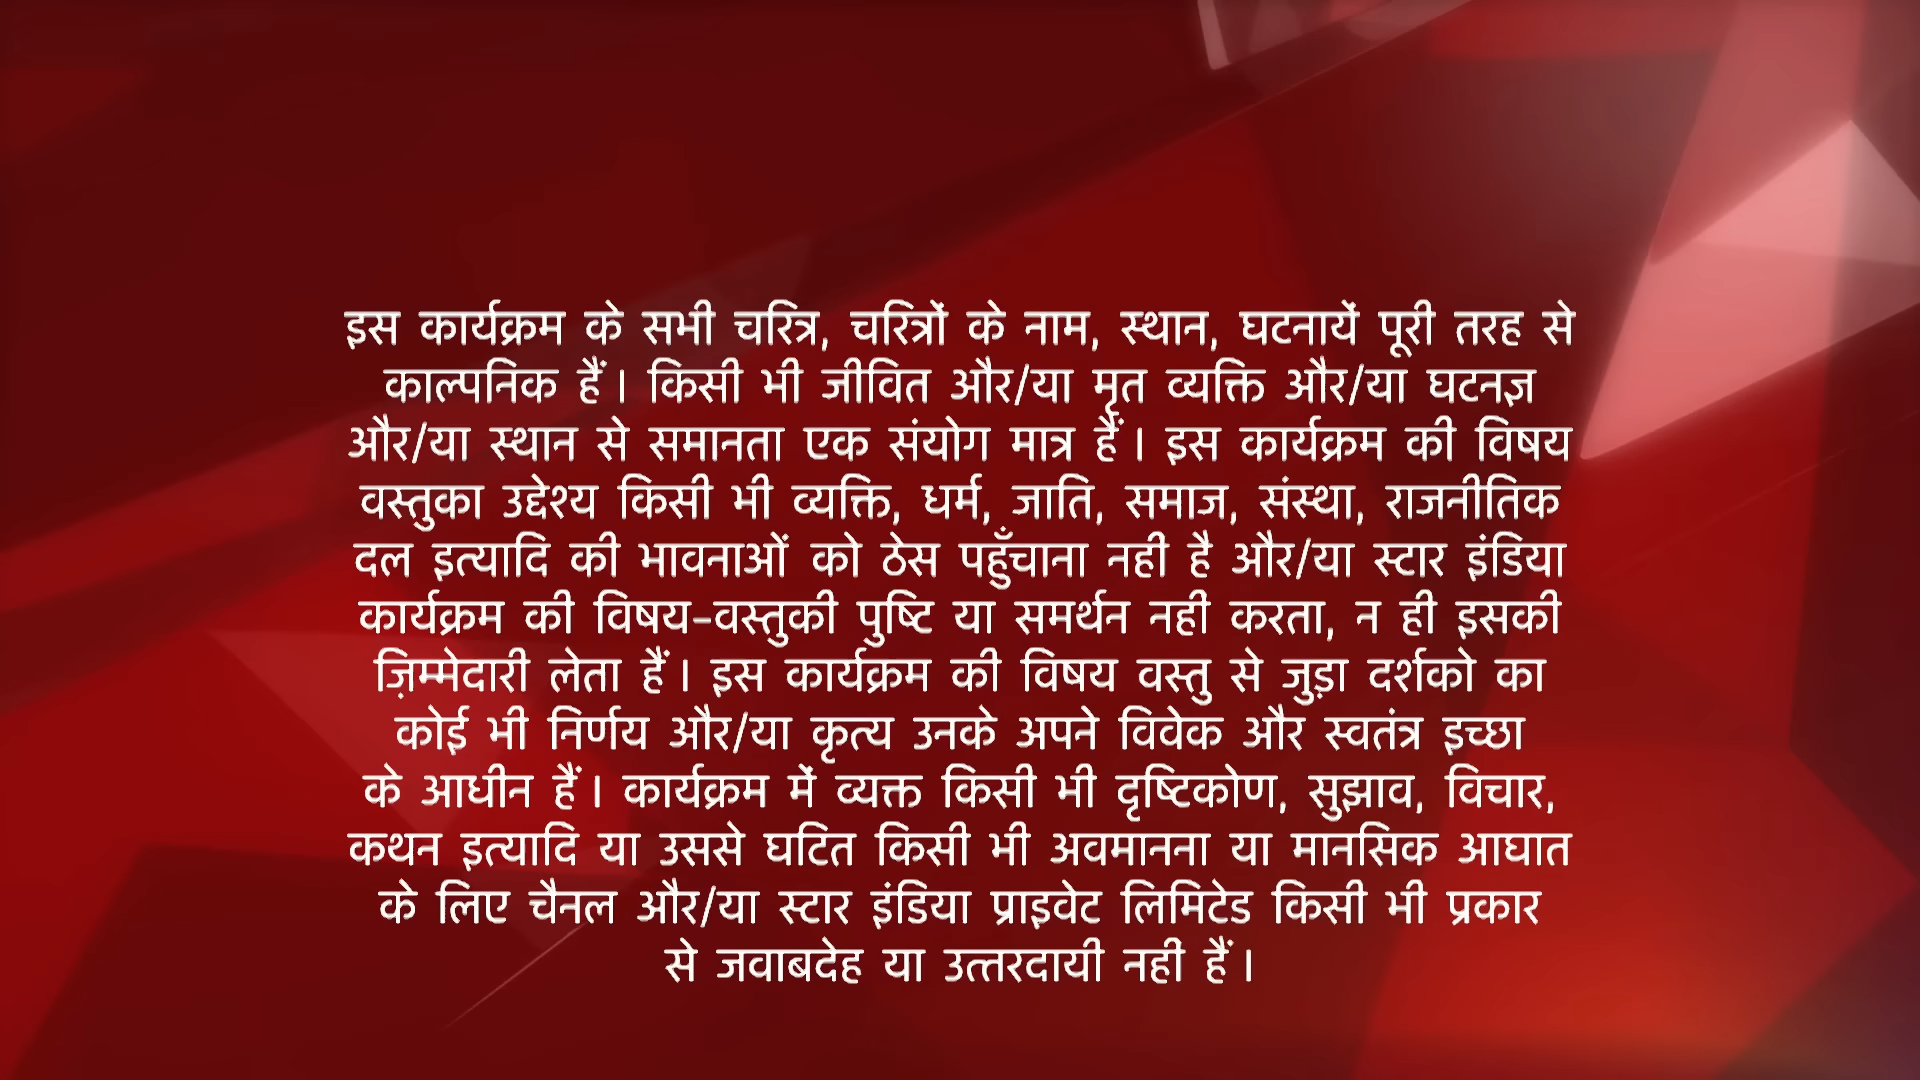 इस कार्यक्रम के सभी चरित्र, चरित्रों के नाम, स्थान, घटनायें पूरी तरह से
काल्पनिक हैं। किसी भी जीवित और/या मृत व्यक्ति और/या घटनज्ञ
और/या स्थान से समानता एक संयोग मात्र हैं। इस कार्यक्रम की विषय
वस्तुका उद्देश्य किसी भी व्यक्ति, धर्म, जाति, समाज, संस्था, राजनीतिक
दल इत्यादि की भावनाओं को ठेस पहुँचाना नही है और/या स्टार इंडिया
कार्यक्रम की विषय-वस्तुकी पुष्टि या समर्थन नही करता, न ही इसकी
ज़िम्मेदारी लेता हैं। इस कार्यक्रम की विषय वस्तु से जुड़ा दर्शको का
कोई भी निर्णय और/या कृत्य उनके अपने विवेक और स्वतंत्र इच्छा
के आधीन हैं। कार्यक्रम में व्यक्त किसी भी दृष्टिकोण, सुझाव, विचार,
कथन इत्यादि या उससे घटित किसी भी अवमानना या मानसिक आघात
के लिए चैनल और/या स्टार इंडिया प्राइवेट लिमिटेड किसी भी प्रकार
से जवाबदेह या उत्तरदायी नही हैं।